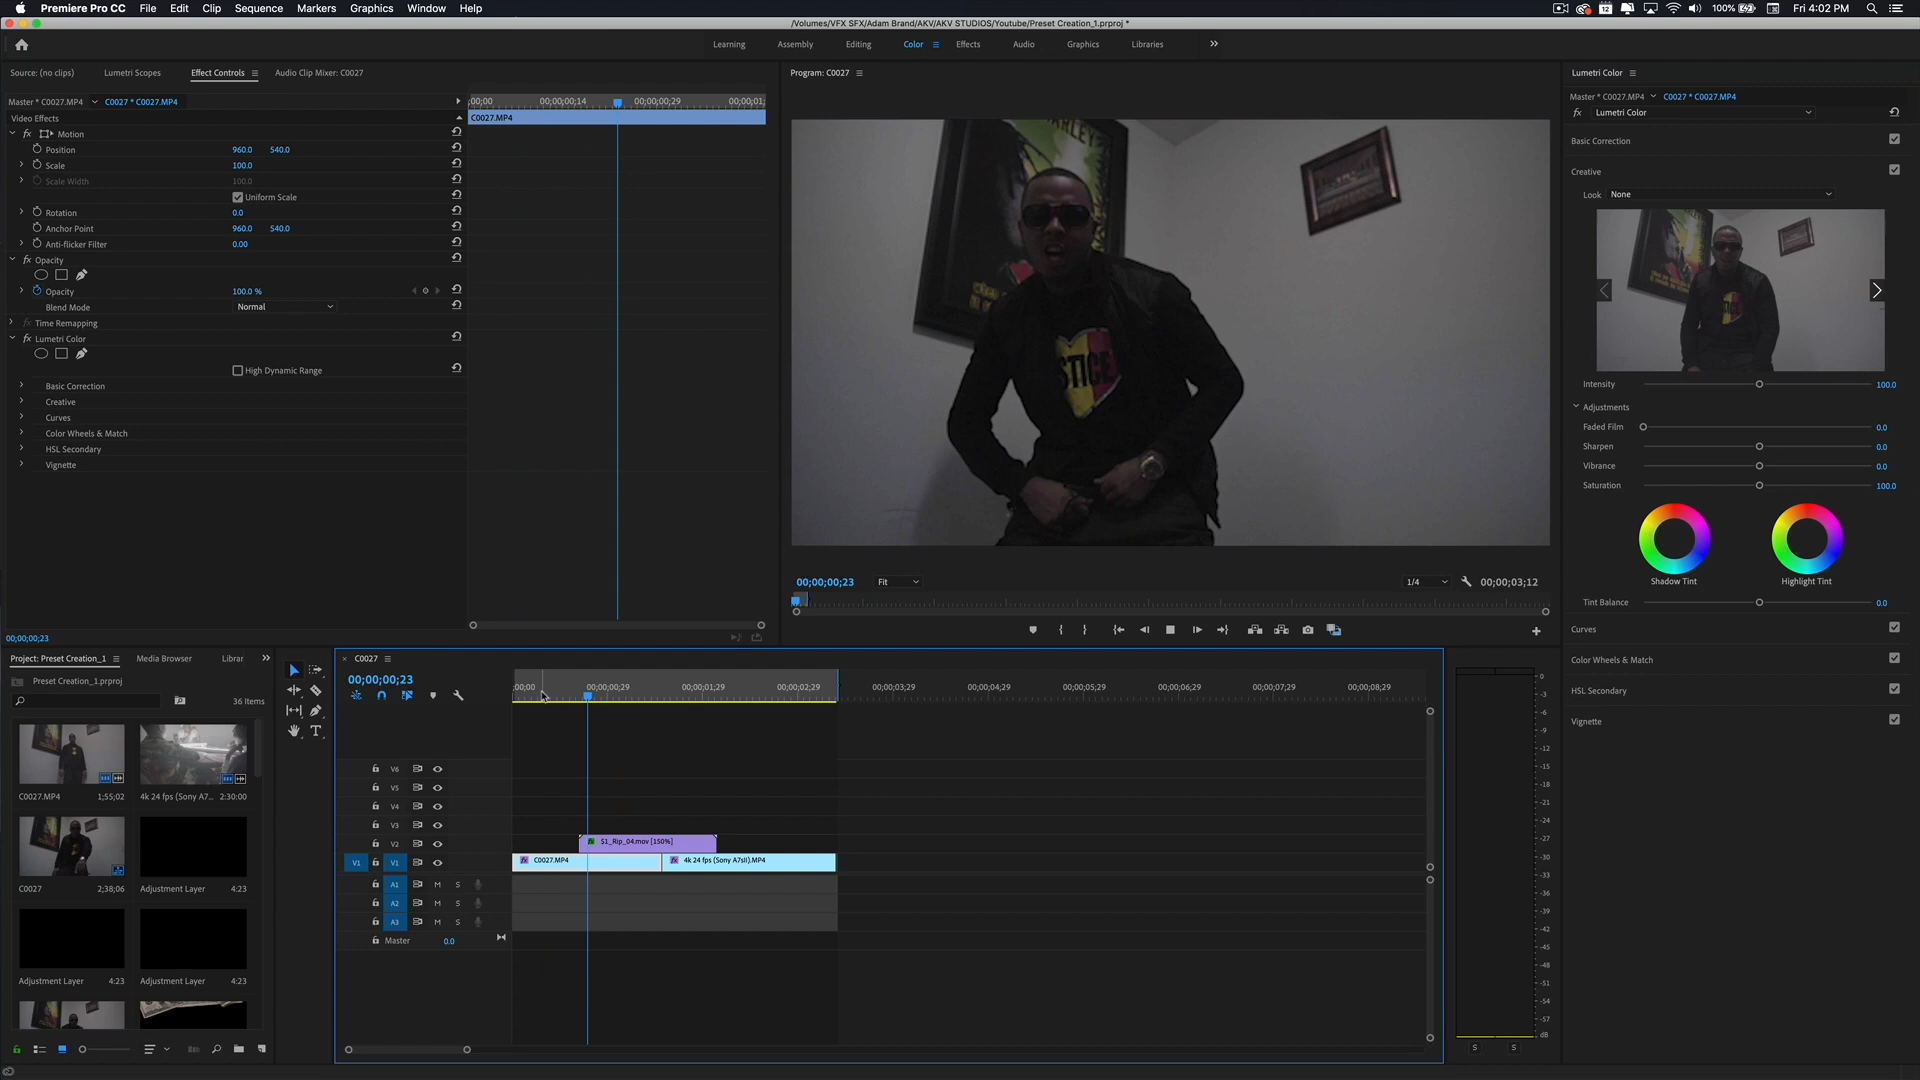 Premiere Pro CC File Edit Clip Sequence Markers Graphics Window Help 100% Fri 4:02 PM
/Volumes/VFX SFX/Adam Brand/AKV/AKV STUDIOS/Youtube/Preset Creation_1.prproj *
Learning Assembly Editing Color Effects Audio Graphics Libraries
Source: (no clips) Lumetri Scopes Effect Controls Audio Clip Mixer: C0027
Master * C0027.MP4 C0027 * C0027.MP4
;00;00 00;00;00;14 00;00;00;29 00;00;01;
C0027.MP4
Video Effects
fx Motion
Position 960.0 540.0
Scale 100.0
Scale Width 100.0
Uniform Scale
Rotation 0.0
Anchor Point 960.0 540.0
Anti-flicker Filter 0.00
fx Opacity
Opacity 100.0 %
Blend Mode Normal
fx Time Remapping
fx Lumetri Color
High Dynamic Range
Basic Correction
Creative
Curves
Color Wheels & Match
HSL Secondary
Vignette
00;00;00;23
Program: C0027
ARLEY
STICE
00;00;00;23 Fit 1/4 00;00;03;12
Lumetri Color
Master * C0027.MP4 C0027 * C0027.MP4
fx Lumetri Color
Basic Correction
Creative
Look None
Intensity 100.0
Adjustments
Faded Film 0.0
Sharpen 0.0
Vibrance 0.0
Saturation 100.0
Shadow Tint Highlight Tint
Tint Balance 0.0
Curves
Color Wheels & Match
HSL Secondary
Vignette
Project: Preset Creation_1 Media Browser Librar
Preset Creation_1.prproj
36 Items
C0027.MP4 1;55;02 4k 24 fps (Sony A7... 2:30:00
C0027 2;38;06 Adjustment Layer 4:23
Adjustment Layer 4:23 Adjustment Layer 4:23
C0027
00;00;00;23
;00;00 00;00;00;29 00;00;01;29 00;00;02;29 00;00;03;29 00;00;04;29 00;00;05;29 00;00;06;29 00;00;07;29 00;00;08;29
V6
V5
V4
V3
V2 fx S1_Rip_04.mov [150%]
V1 V1 fx C0027.MP4 fx 4k 24 fps (Sony A7sII).MP4
A1 M S
A2 M S
A3 M S
Master 0.0
0
-3
-6
-9
-12
-15
-18
-21
-24
-27
-30
-33
-36
-39
-42
-45
-48
-51
-54
-57
dB
S S